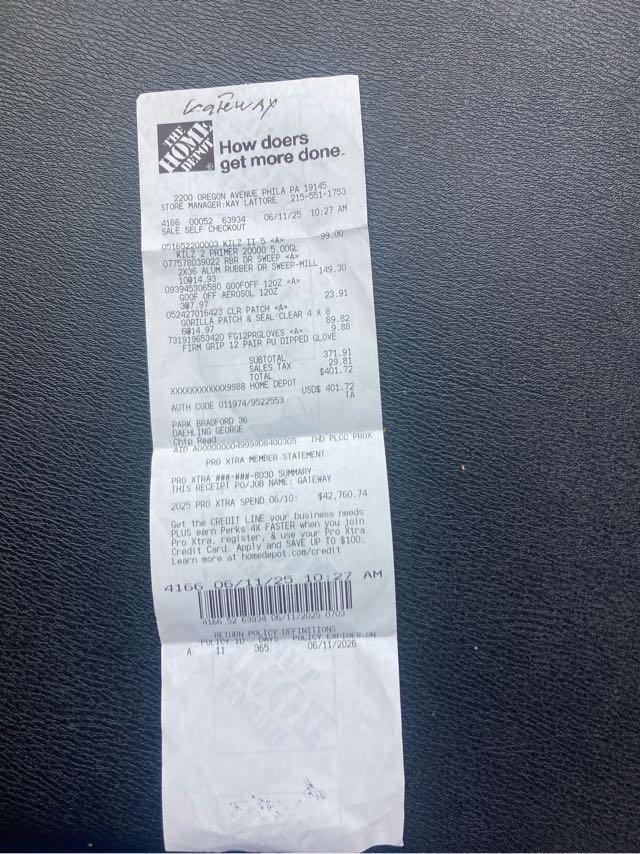 Gateway
THE
HOME
DEPOT
How doers
get more done.
2200 OREGON AVENUE PHILA PA 19145
STORE MANAGER:KAY LATTORE 215-551-1753
4166 00052 63934 06/11/25 10:27 AM
SALE SELF CHECKOUT
051652200003 KILZ II 5 <A> 99.00
KILZ 2 PRIMER 20000 5.00GL
077578039022 RBR DR SWEEP <A>
2X36 ALUM RUBBER DR SWEEP-MILL
10@14.93 149.30
093945306580 GOOFOFF 12OZ <A>
GOOF OFF AEROSOL 12OZ
3@7.97 23.91
052427016423 CLR PATCH <A>
GORILLA PATCH & SEAL CLEAR 4 X 8
6@14.97 89.82
731919653420 FG12PRGLOVES <A> 9.88
FIRM GRIP 12 PAIR PU DIPPED GLOVE
SUBTOTAL 371.91
SALES TAX 29.81
TOTAL $401.72
XXXXXXXXXXXX9988 HOME DEPOT
USD$ 401.72
AUTH CODE 011974/9522553 TA
PARK BRADFORD 36
DAEHLING GEORGE
Chip Read
AID A0000000049999D8400305 THD PLCC PROX
PRO XTRA MEMBER STATEMENT
PRO XTRA ###-###-8030 SUMMARY
THIS RECEIPT PO/JOB NAME: GATEWAY
2025 PRO XTRA SPEND 06/10: $42,760.74
Get the CREDIT LINE your business needs
PLUS earn Perks 4X FASTER when you join
Pro Xtra, register, & use your Pro Xtra
Credit Card. Apply and SAVE UP TO $100.
Learn more at homedepot.com/credit
4166 06/11/25 10:27 AM
4166 52 63934 06/11/2025 0703
RETURN POLICY DEFINITIONS
POLICY ID DAYS POLICY EXPIRES ON
A 11 365 06/11/2026